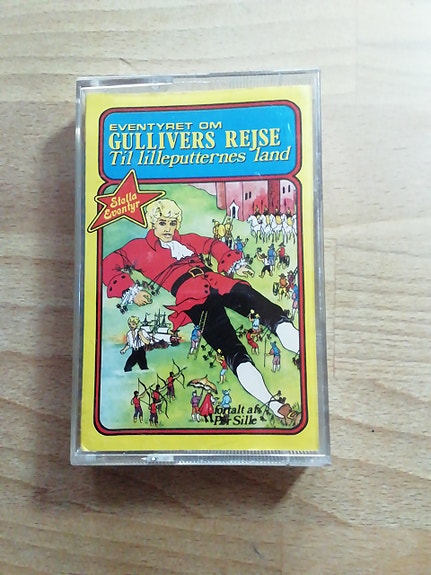 EVENTYRET OM
GULLIVERS REJSE
Til lilleputternes land
Stella
Eventyr
fortalt af
Per Sille